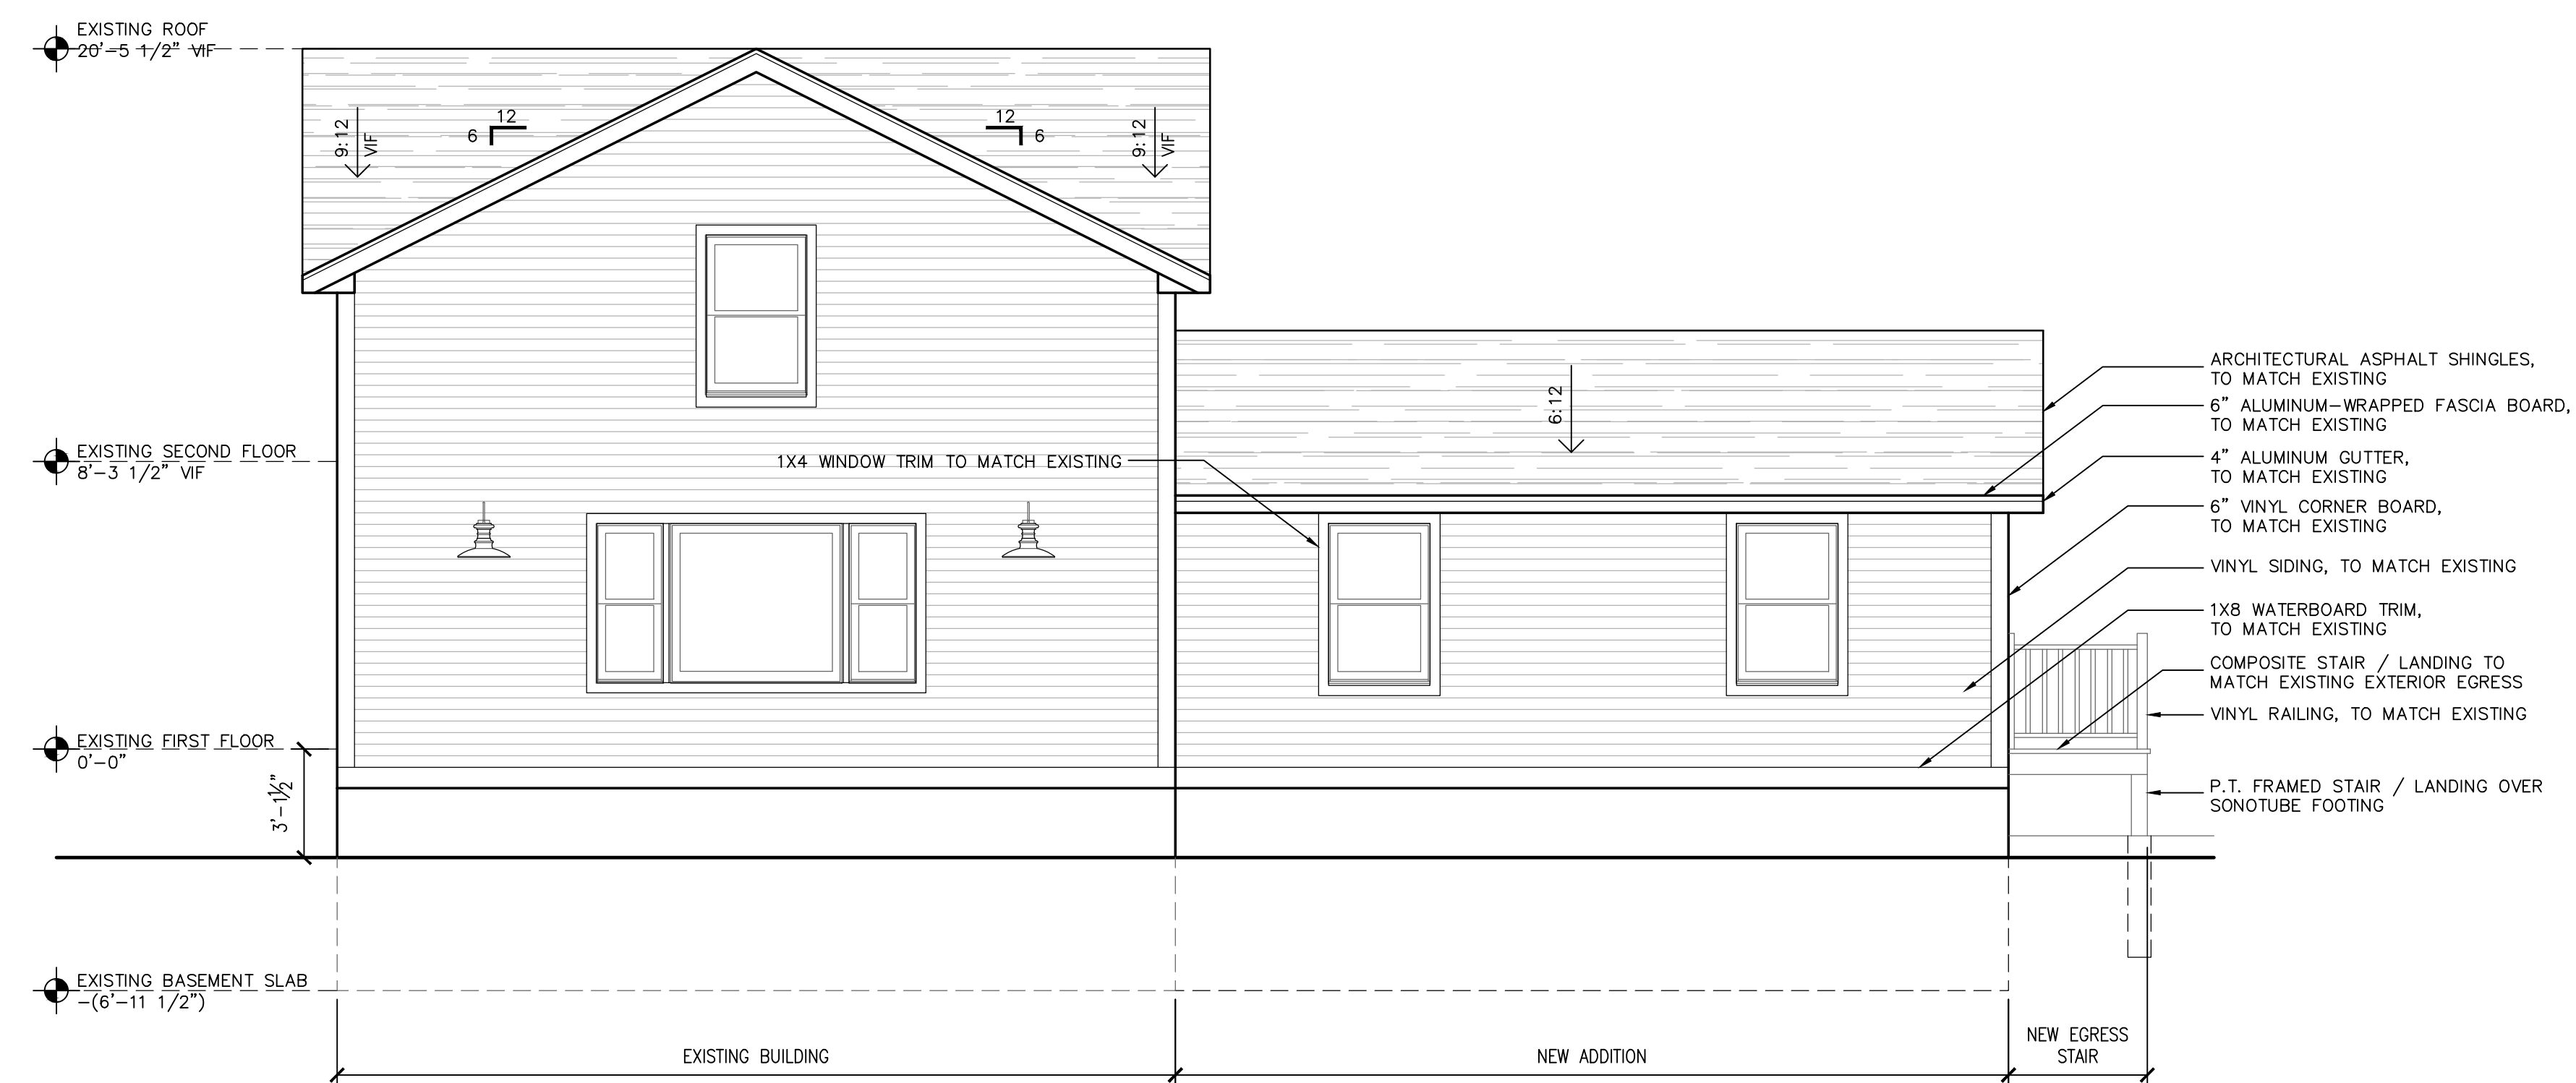 EXISTING ROOF
20'-5 1/2" VIF
12
6
12
6
9:12
VIF
9:12
VIF
EXISTING SECOND FLOOR
8'-3 1/2" VIF
1X4 WINDOW TRIM TO MATCH EXISTING
6:12
ARCHITECTURAL ASPHALT SHINGLES,
TO MATCH EXISTING
6" ALUMINUM-WRAPPED FASCIA BOARD,
TO MATCH EXISTING
4" ALUMINUM GUTTER,
TO MATCH EXISTING
6" VINYL CORNER BOARD,
TO MATCH EXISTING
VINYL SIDING, TO MATCH EXISTING
1X8 WATERBOARD TRIM,
TO MATCH EXISTING
COMPOSITE STAIR / LANDING TO
MATCH EXISTING EXTERIOR EGRESS
VINYL RAILING, TO MATCH EXISTING
P.T. FRAMED STAIR / LANDING OVER
SONOTUBE FOOTING
EXISTING FIRST FLOOR
0'-0"
3'-1½"
EXISTING BASEMENT SLAB
-(6'-11 1/2")
EXISTING BUILDING
NEW ADDITION
NEW EGRESS
STAIR